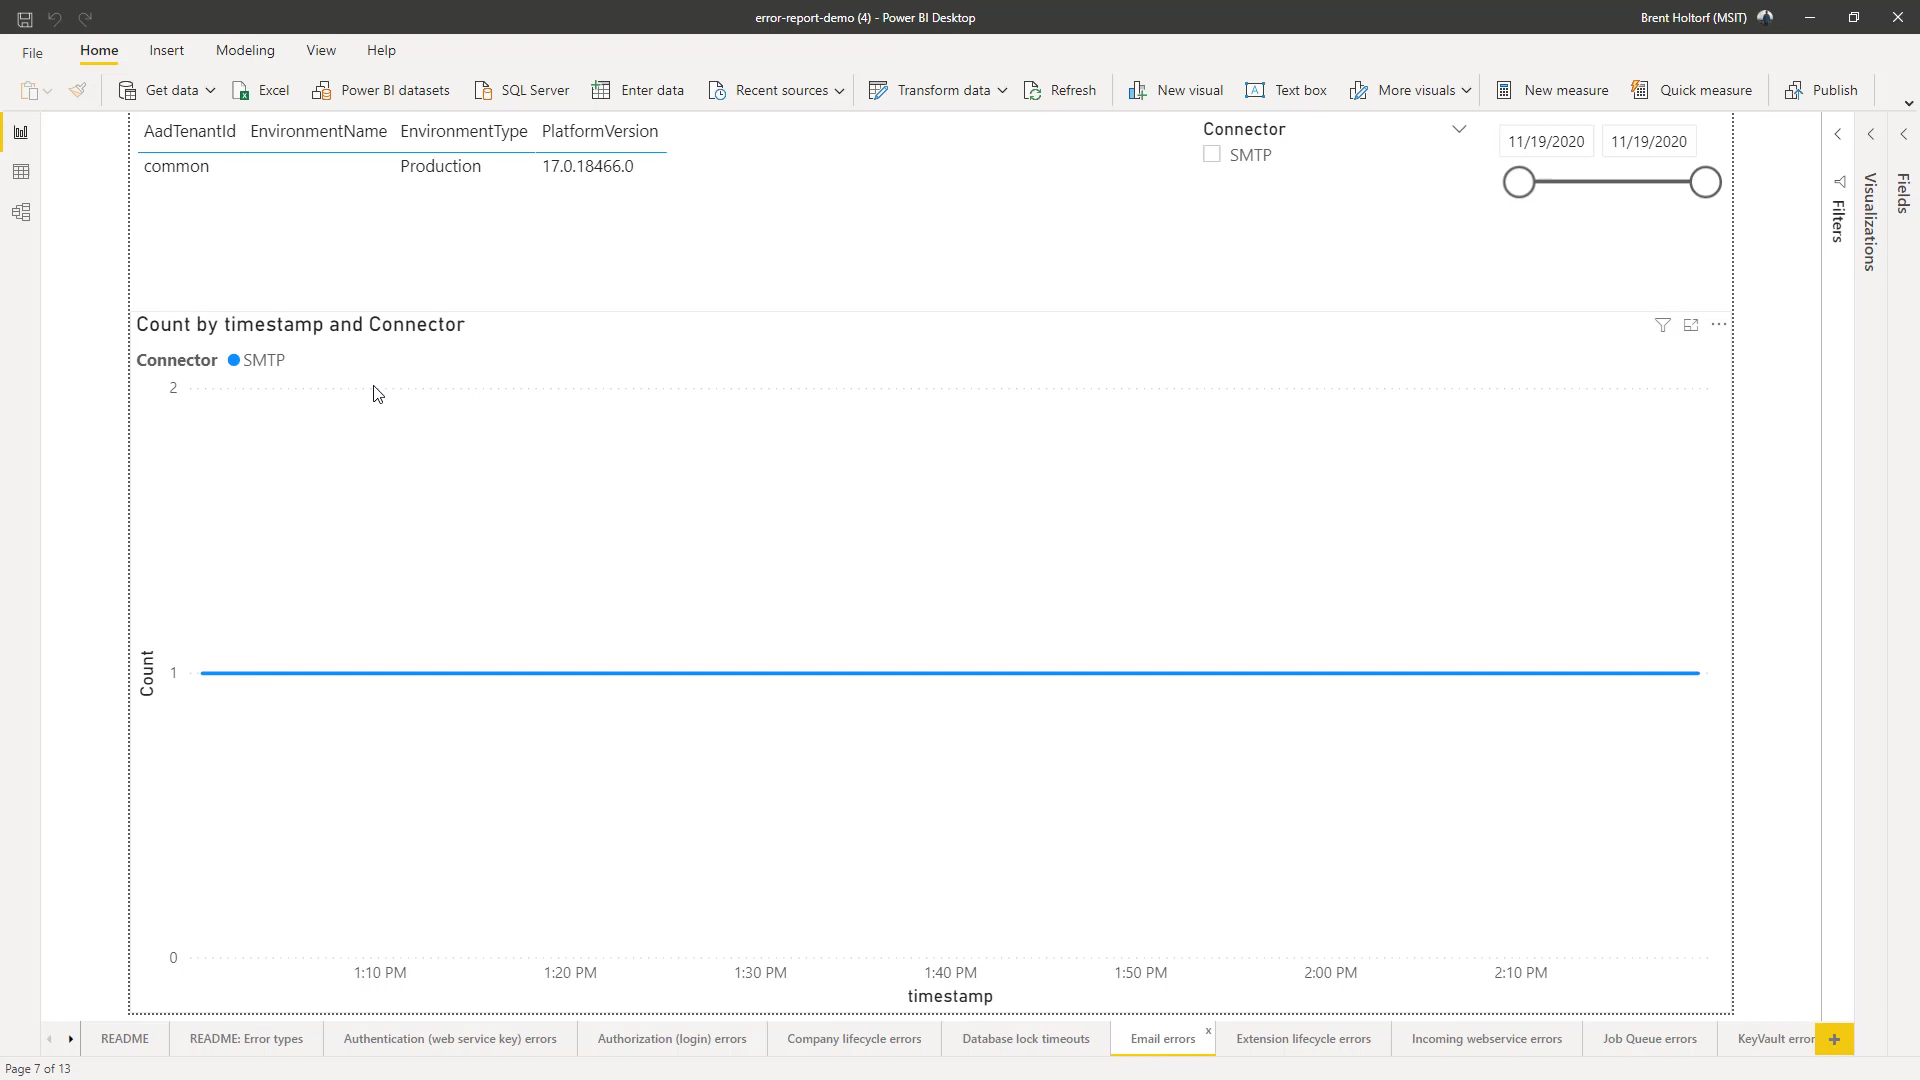 error-report-demo (4) - Power BI Desktop
Brent Holtorf (MSIT)
File Home Insert Modeling View Help
Get data Excel Power BI datasets SQL Server Enter data Recent sources Transform data Refresh New visual Text box More visuals New measure Quick measure Publish
AadTenantId EnvironmentName EnvironmentType PlatformVersion
common Production 17.0.18466.0
Connector
SMTP
11/19/2020 11/19/2020
Filters
Visualizations
Fields
Count by timestamp and Connector
Connector SMTP
2
1
0
Count
1:10 PM 1:20 PM 1:30 PM 1:40 PM 1:50 PM 2:00 PM 2:10 PM
timestamp
README README: Error types Authentication (web service key) errors Authorization (login) errors Company lifecycle errors Database lock timeouts Email errors x Extension lifecycle errors Incoming webservice errors Job Queue errors KeyVault error +
Page 7 of 13